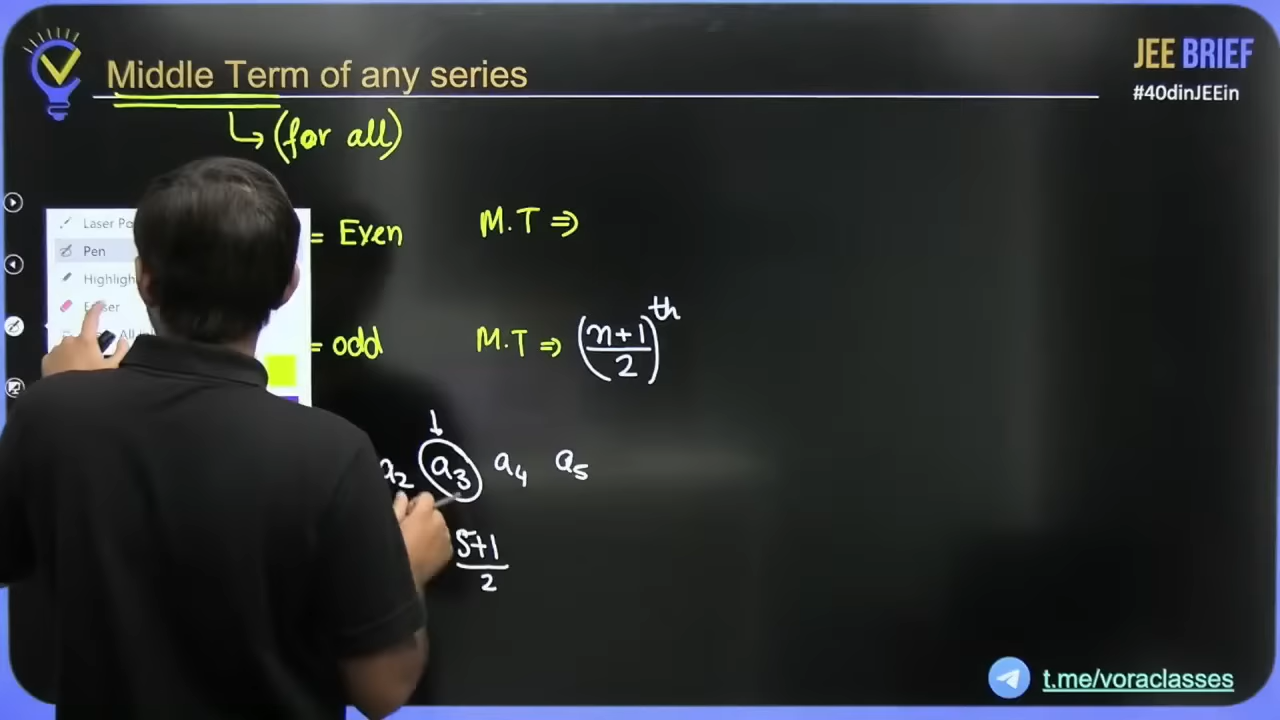 Middle Term of any series
JEE BRIEF
#40dinJEEin
↳ (for all)
Laser Po
Pen
= Even M.T ⇒
Highligh
Eraser
= odd M.T ⇒ (n+1/2)th
a2 a3 a4 a5
5+1/2
t.me/voraclasses